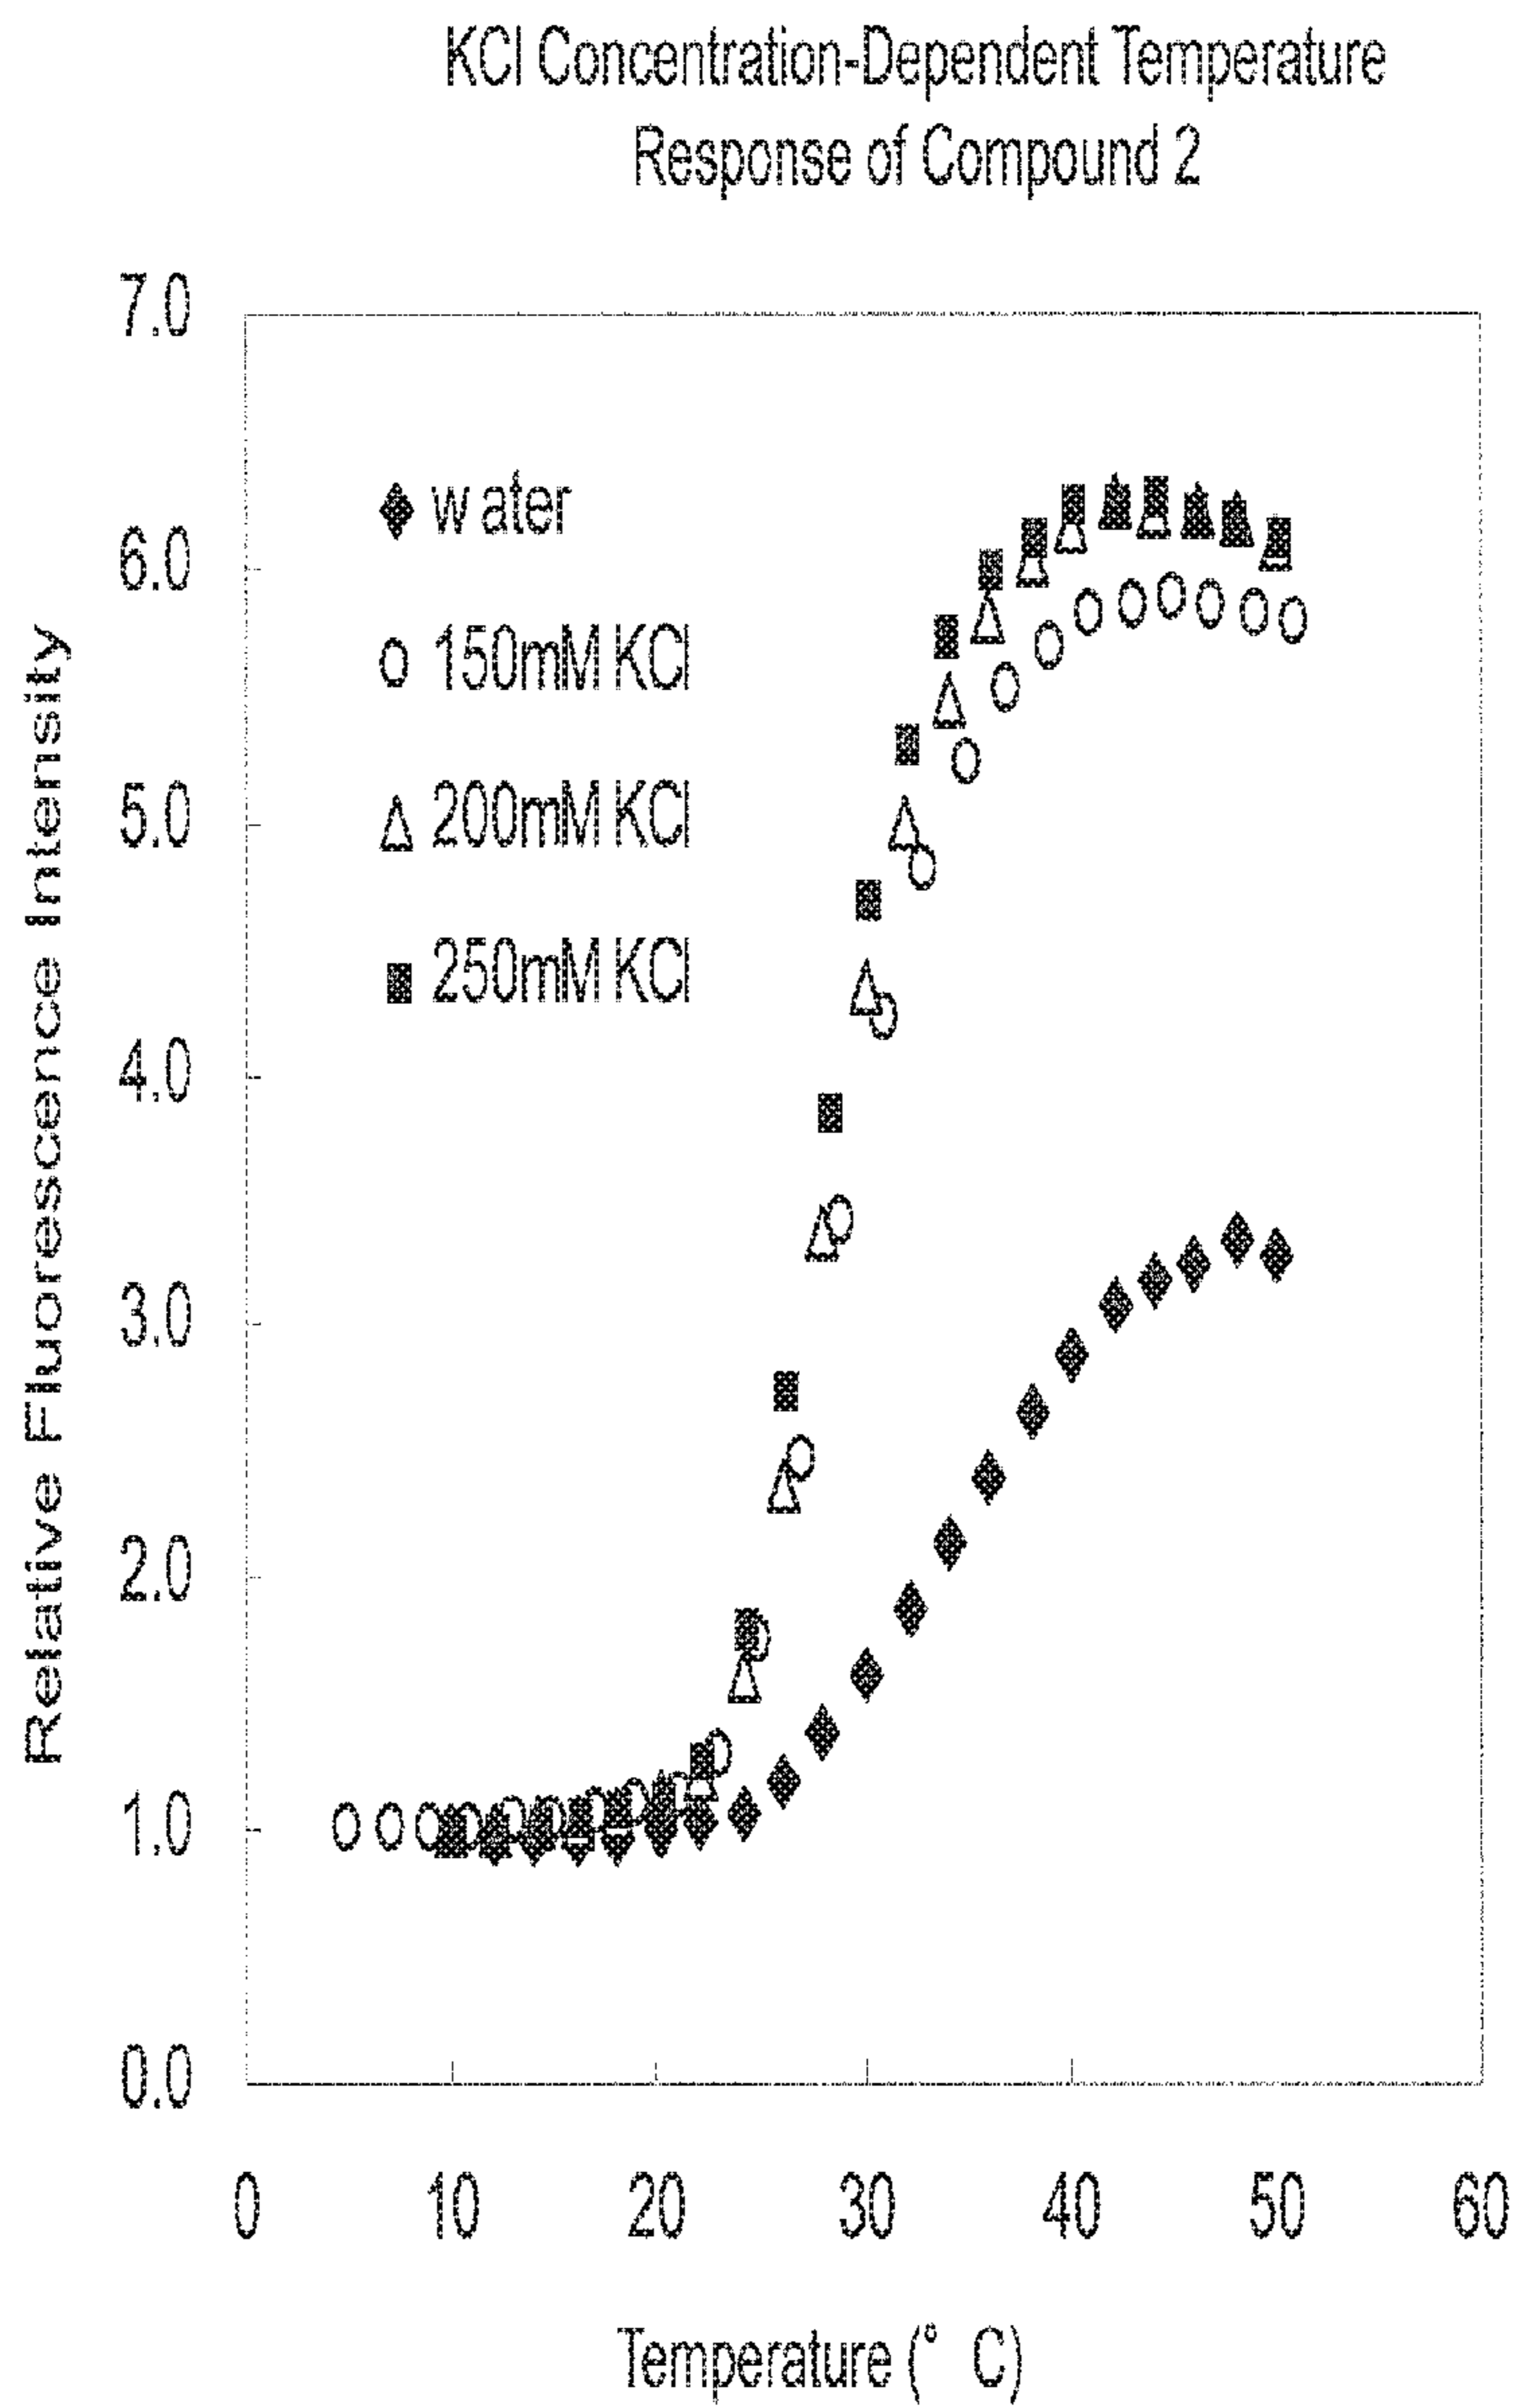 KCl Concentration-Dependent Temperature
Response of Compound 2
7.0
6.0
5.0
4.0
3.0
2.0
1.0
0.0
Relative Fluorescence Intensity
water
150mM KCl
200mM KCl
250mM KCl
0 10 20 30 40 50 60
Temperature (° C)